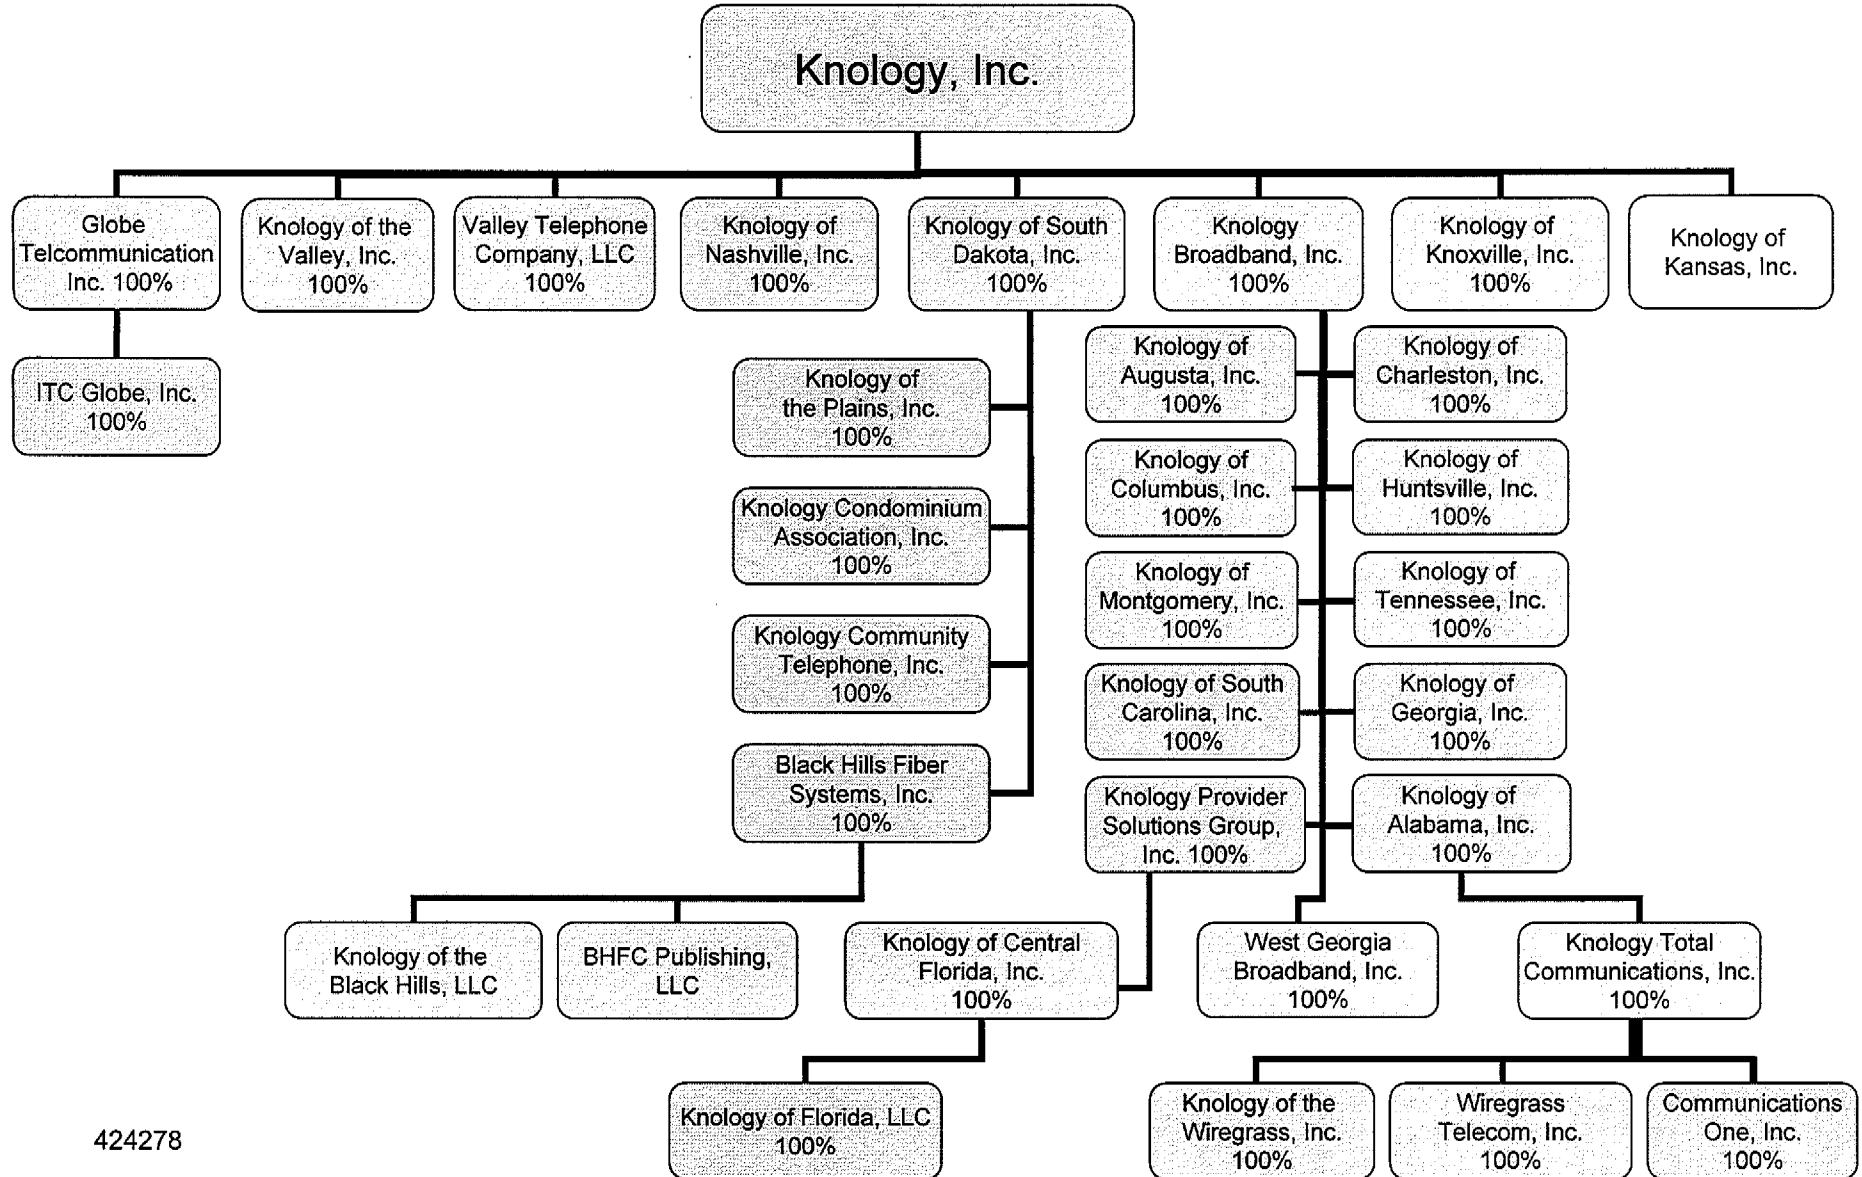 Knology, Inc.
Globe
Telcommunication
Inc. 100%
Knology of the
Valley, Inc.
100%
Valley Telephone
Company, LLC
100%
Knology of
Nashville, Inc.
100%
Knology of South
Dakota, Inc.
100%
Knology
Broadband, Inc.
100%
Knology of
Knoxville, Inc.
100%
Knology of
Kansas, Inc.
ITC Globe, Inc.
100%
Knology of
the Plains, Inc.
100%
Knology Condominium
Association, Inc.
100%
Knology Community
Telephone, Inc.
100%
Black Hills Fiber
Systems, Inc.
100%
Knology of
Augusta, Inc.
100%
Knology of
Charleston, Inc.
100%
Knology of
Columbus, Inc.
100%
Knology of
Huntsville, Inc.
100%
Knology of
Montgomery, Inc.
100%
Knology of
Tennessee, Inc.
100%
Knology of South
Carolina, Inc.
100%
Knology of
Georgia, Inc.
100%
Knology Provider
Solutions Group,
Inc. 100%
Knology of
Alabama, Inc.
100%
Knology of the
Black Hills, LLC
BHFC Publishing,
LLC
Knology of Central
Florida, Inc.
100%
West Georgia
Broadband, Inc.
100%
Knology Total
Communications, Inc.
100%
Knology of Florida, LLC
100%
Knology of the
Wiregrass, Inc.
100%
Wiregrass
Telecom, Inc.
100%
Communications
One, Inc.
100%
424278